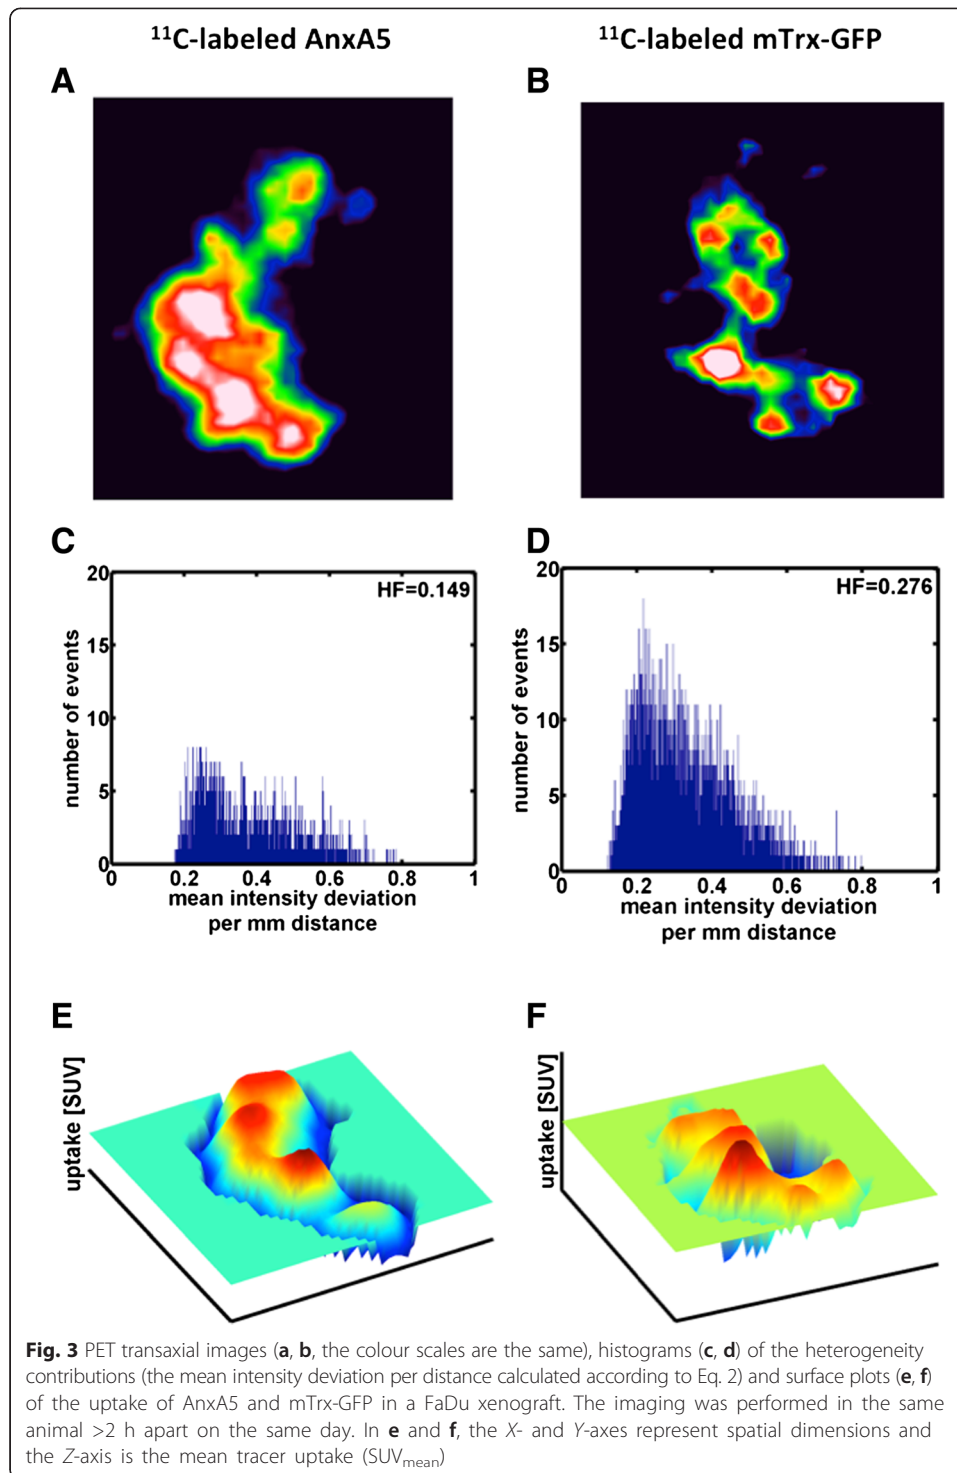 ¹¹C-labeled AnxA5
¹¹C-labeled mTrx-GFP
A
B
C
20
15
10
5
0
number of events
HF=0.149
0 0.2 0.4 0.6 0.8 1
mean intensity deviation
per mm distance
D
20
15
10
5
0
number of events
HF=0.276
0 0.2 0.4 0.6 0.8 1
mean intensity deviation
per mm distance
E
uptake [SUV]
F
uptake [SUV]
Fig. 3 PET transaxial images (a, b, the colour scales are the same), histograms (c, d) of the heterogeneity
contributions (the mean intensity deviation per distance calculated according to Eq. 2) and surface plots (e, f)
of the uptake of AnxA5 and mTrx-GFP in a FaDu xenograft. The imaging was performed in the same
animal >2 h apart on the same day. In e and f, the X- and Y-axes represent spatial dimensions and
the Z-axis is the mean tracer uptake (SUVmean)